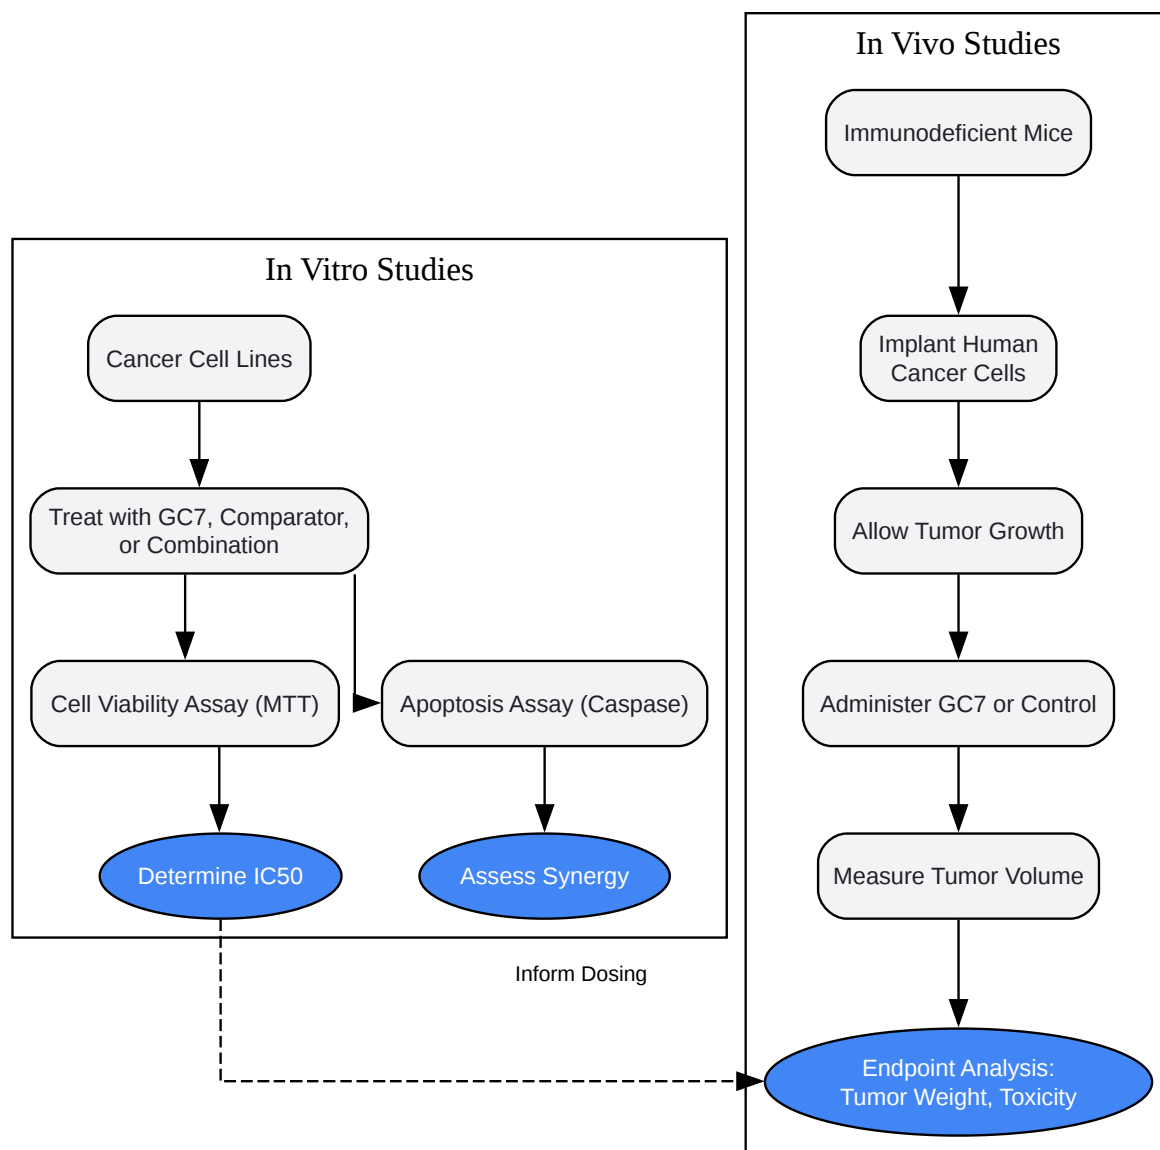 In Vitro Studies
Cancer Cell Lines
Treat with GC7, Comparator,
or Combination
Cell Viability Assay (MTT)
Apoptosis Assay (Caspase)
Determine IC50
Assess Synergy
Inform Dosing
In Vivo Studies
Immunodeficient Mice
Implant Human
Cancer Cells
Allow Tumor Growth
Administer GC7 or Control
Measure Tumor Volume
Endpoint Analysis:
Tumor Weight, Toxicity